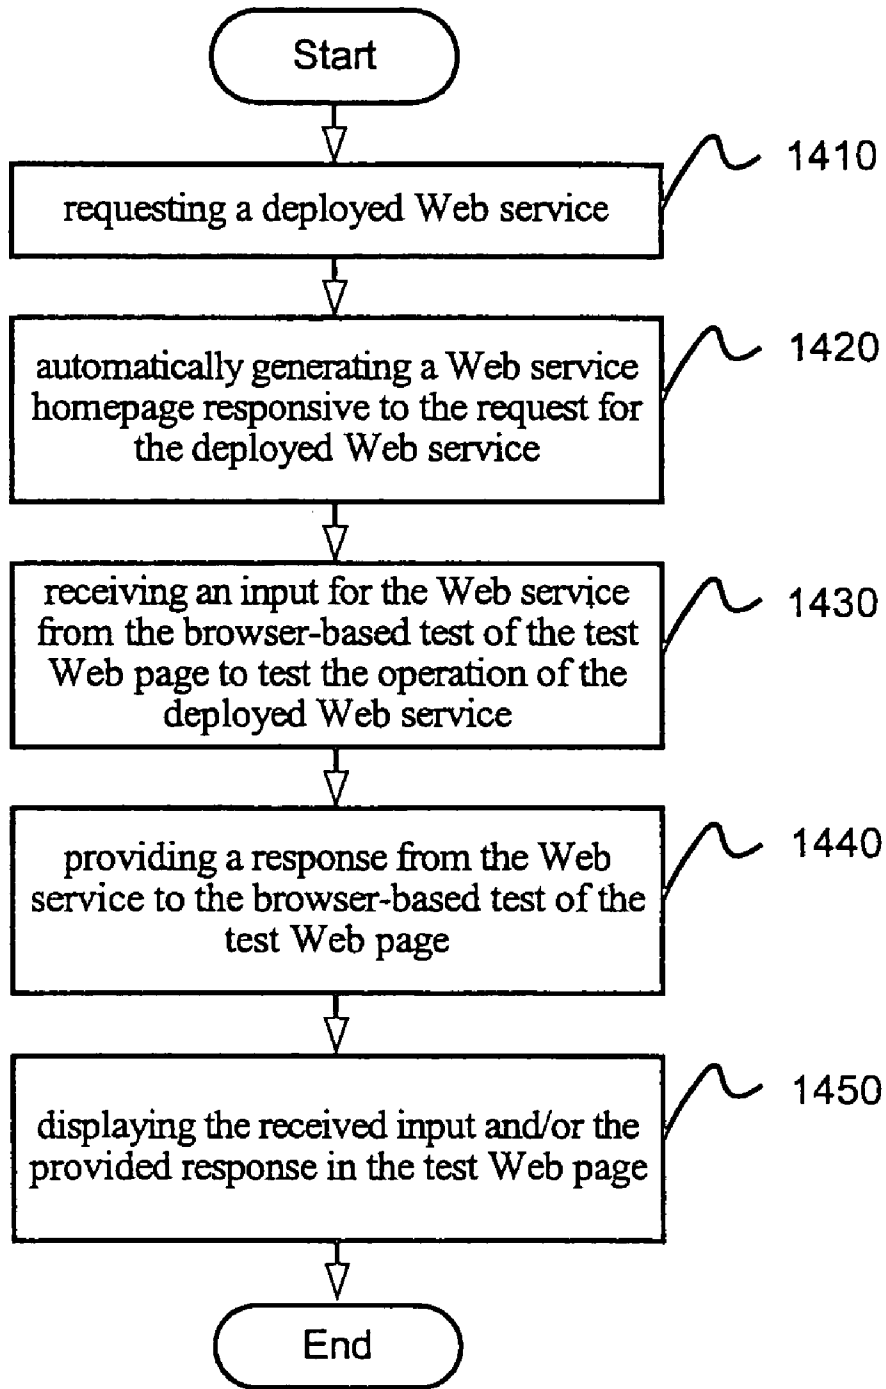 Start
1410
requesting a deployed Web service
1420
automatically generating a Web service
homepage responsive to the request for
the deployed Web service
1430
receiving an input for the Web service
from the browser-based test of the test
Web page to test the operation of the
deployed Web service
1440
providing a response from the Web
service to the browser-based test of the
test Web page
1450
displaying the received input and/or the
provided response in the test Web page
End